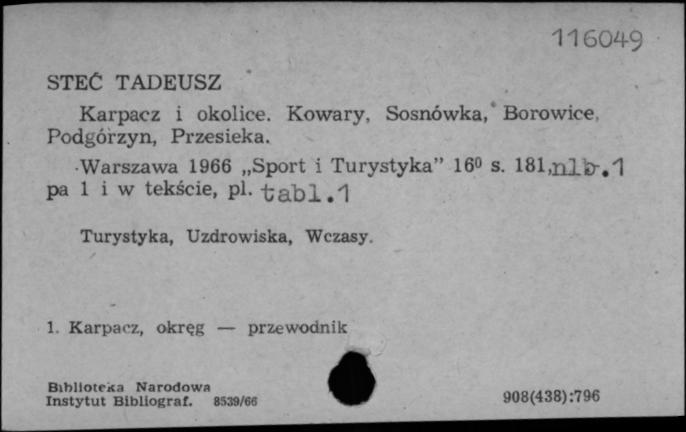 116049
STEĆ TADEUSZ
Karpacz i okolice. Kowary, Sosnówka, Borowice,
Podgórzyn, Przesieka.
Warszawa 1966 „Sport i Turystyka” 16⁰ s. 181,nlb.1
pa 1 i w tekście, pl. tabl.1
Turystyka, Uzdrowiska, Wczasy.
1. Karpacz, okręg — przewodnik
Biblioteka Narodowa
Instytut Bibliograf. 8539/66
908(438):796